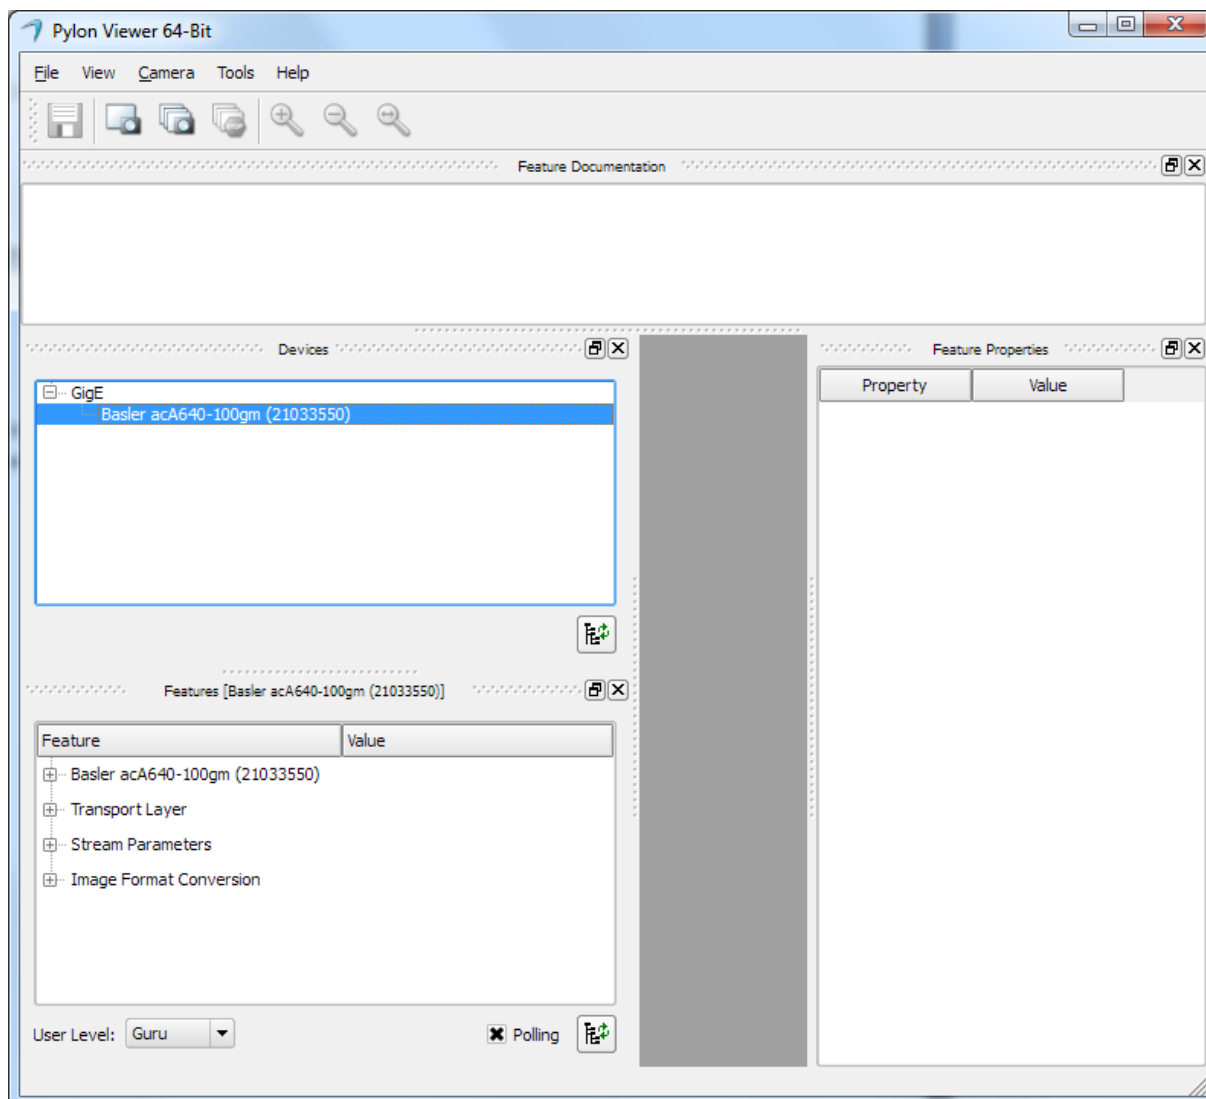 Pylon Viewer 64-Bit
File View Camera Tools Help
Feature Documentation
Devices
GigE
Basler acA640-100gm (21033550)
Features [Basler acA640-100gm (21033550)]
Feature Value
Basler acA640-100gm (21033550)
Transport Layer
Stream Parameters
Image Format Conversion
User Level: Guru Polling
Feature Properties
Property Value